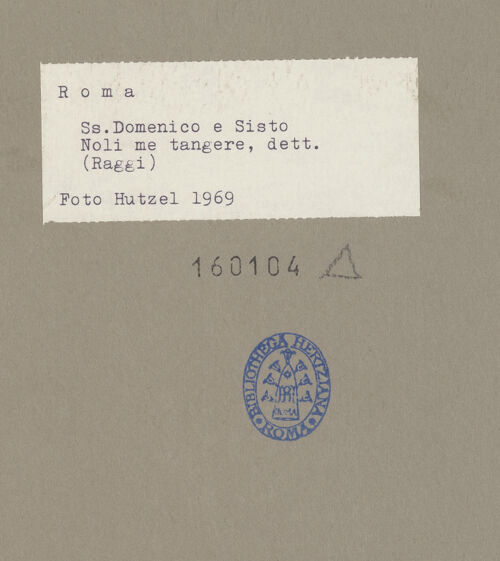 R o m a
Ss.Domenico e Sisto
Noli me tangere, dett.
(Raggi)
Foto Hutzel 1969
160104
BIBLIOTHECA HERTZIANA
ROMA